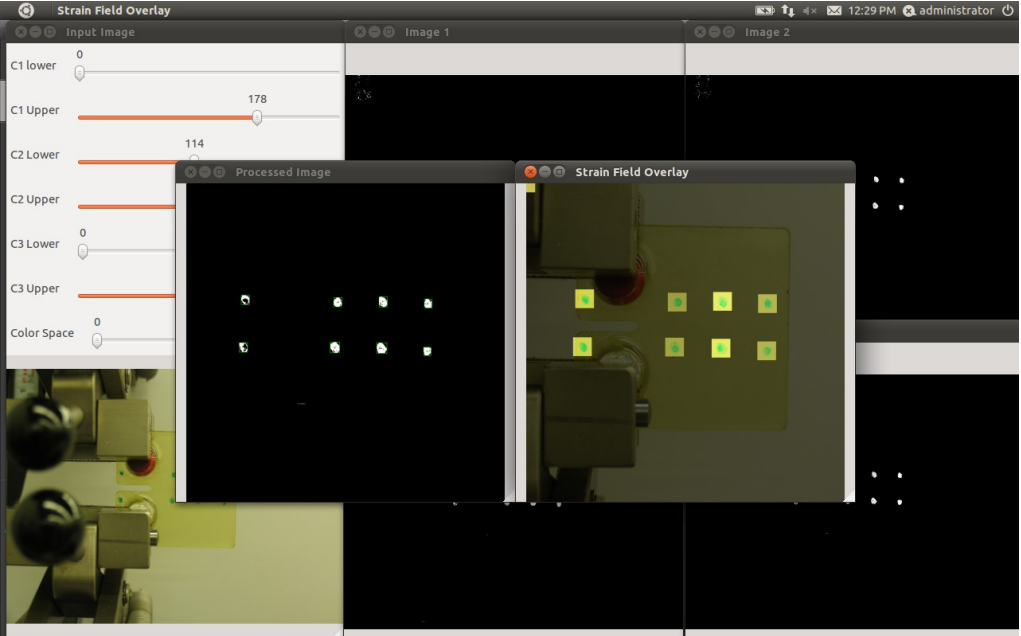 Strain Field Overlay
12:29 PM
administrator
Input Image
Image 1
Image 2
C1 lower
0
C1 Upper
178
C2 Lower
114
C2 Upper
C3 Lower
0
C3 Upper
Color Space
0
Processed Image
Strain Field Overlay